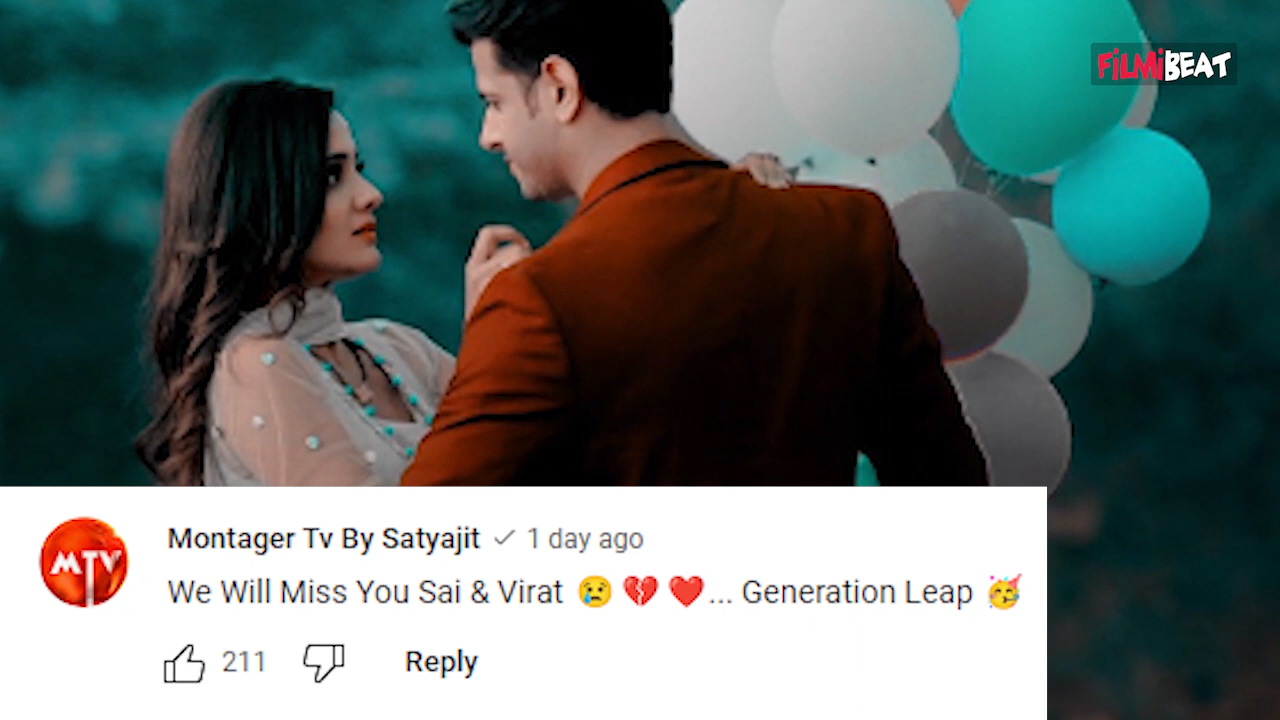 FiLMiBEAT
MTV
Montager Tv By Satyajit ✓ 1 day ago
We Will Miss You Sai & Virat 😢 💔 ❤️... Generation Leap 🥳
211 Reply